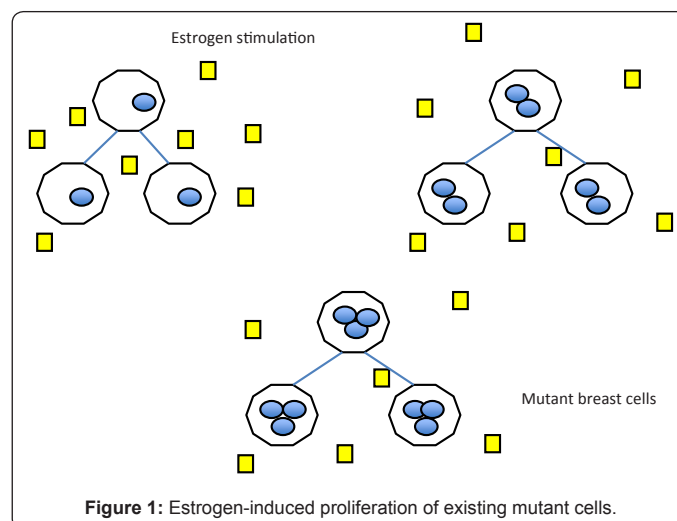 Estrogen stimulation
Mutant breast cells
Figure 1: Estrogen-induced proliferation of existing mutant cells.